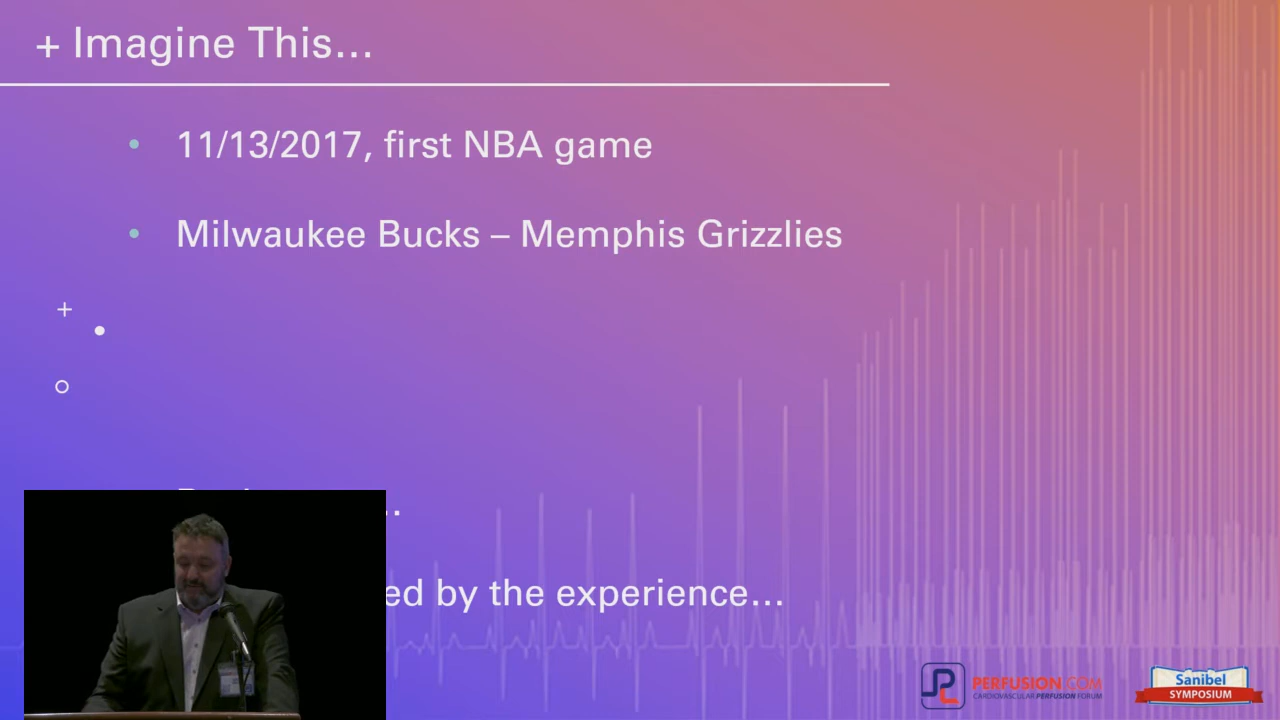 + Imagine This...
• 11/13/2017, first NBA game
• Milwaukee Bucks – Memphis Grizzlies
..
ed by the experience...
PERFUSION.COM
CARDIOVASCULAR PERFUSION FORUM
Sanibel
SYMPOSIUM